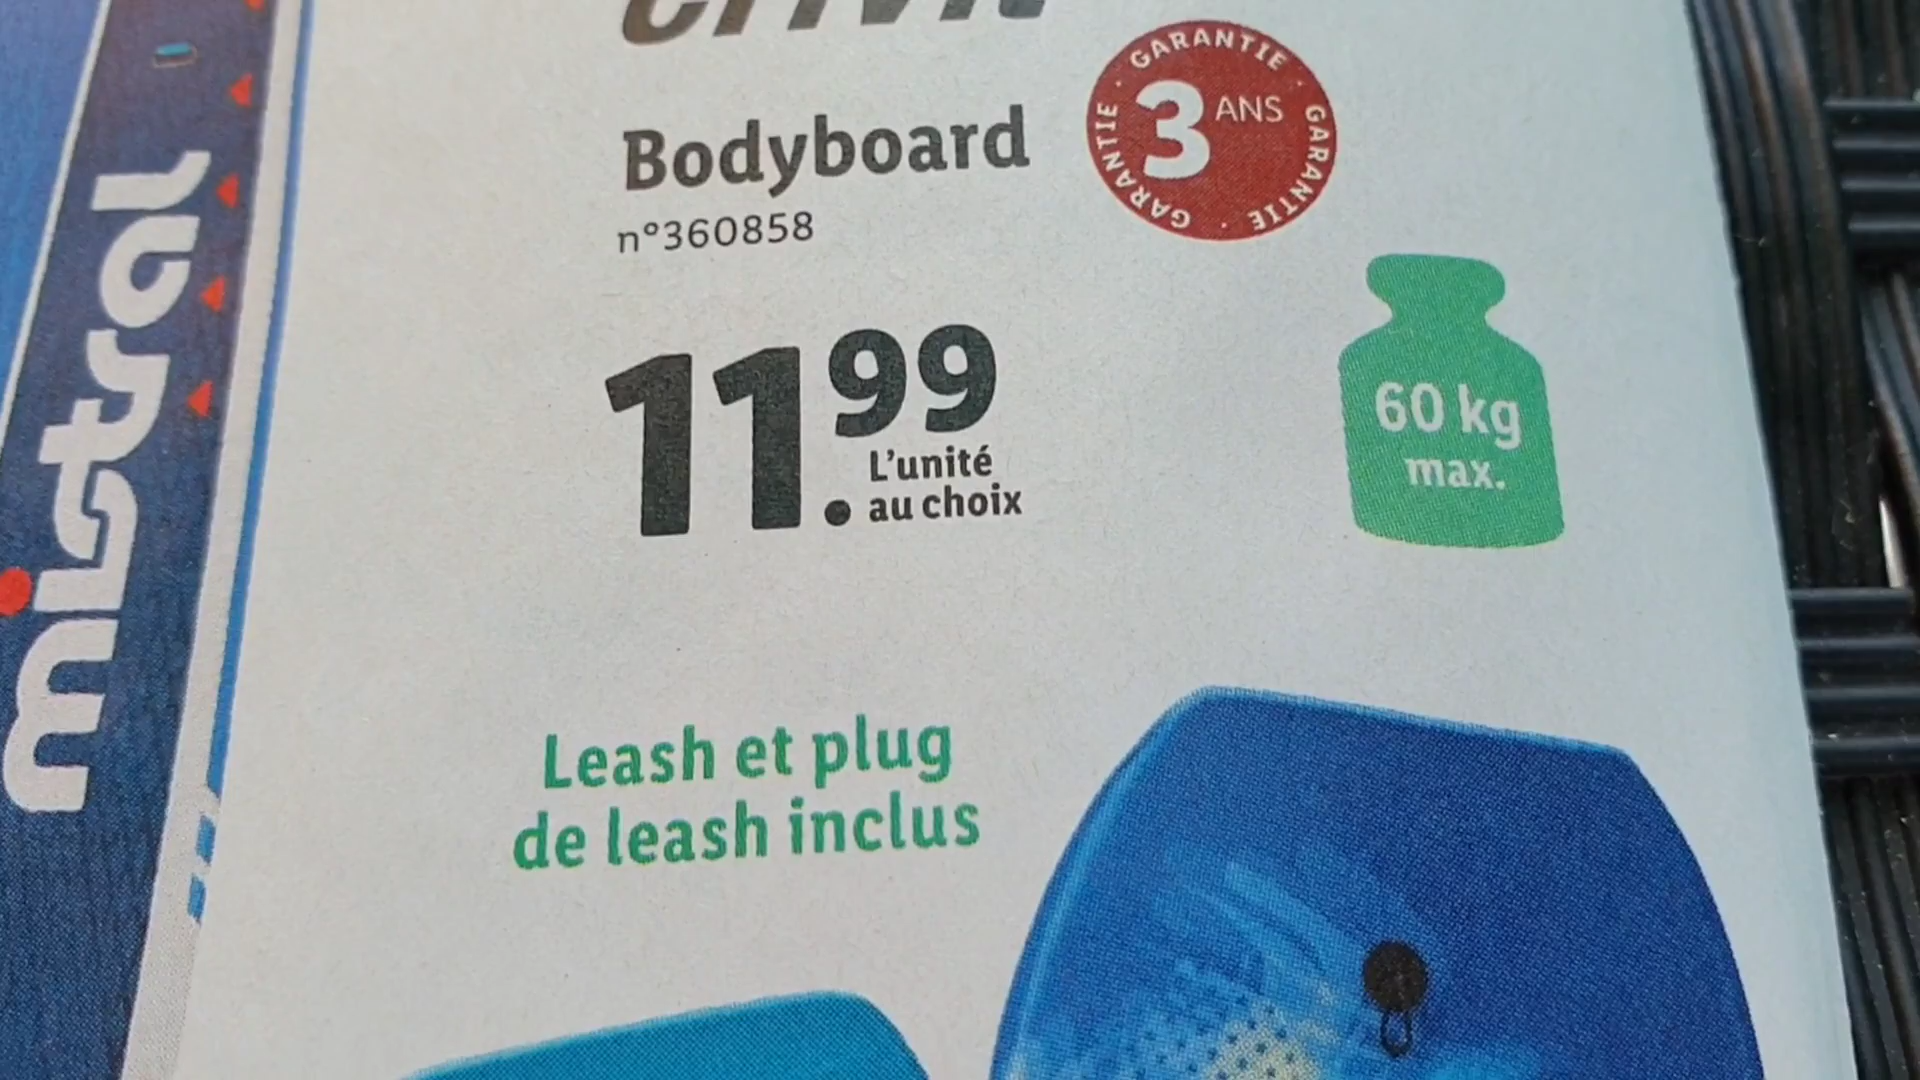 mistral
Bodyboard
n°360858
GARANTIE · GARANTIE · GARANTIE · GARANTIE ·
3 ANS
11.99
L'unité
au choix
60 kg
max.
Leash et plug
de leash inclus